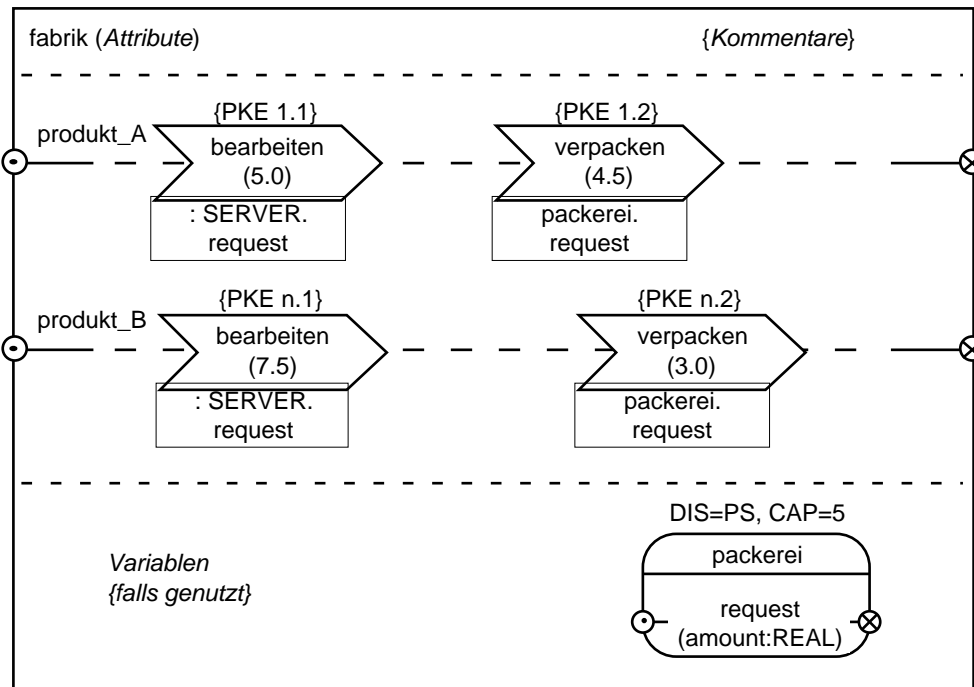 fabrik (Attribute) {Kommentare}
{PKE 1.1} {PKE 1.2}
produkt_A
bearbeiten
(5.0)
: SERVER.
request
verpacken
(4.5)
packerei.
request
{PKE n.1} {PKE n.2}
produkt_B
bearbeiten
(7.5)
: SERVER.
request
verpacken
(3.0)
packerei.
request
Variablen
{falls genutzt}
DIS=PS, CAP=5
packerei
request
(amount:REAL)